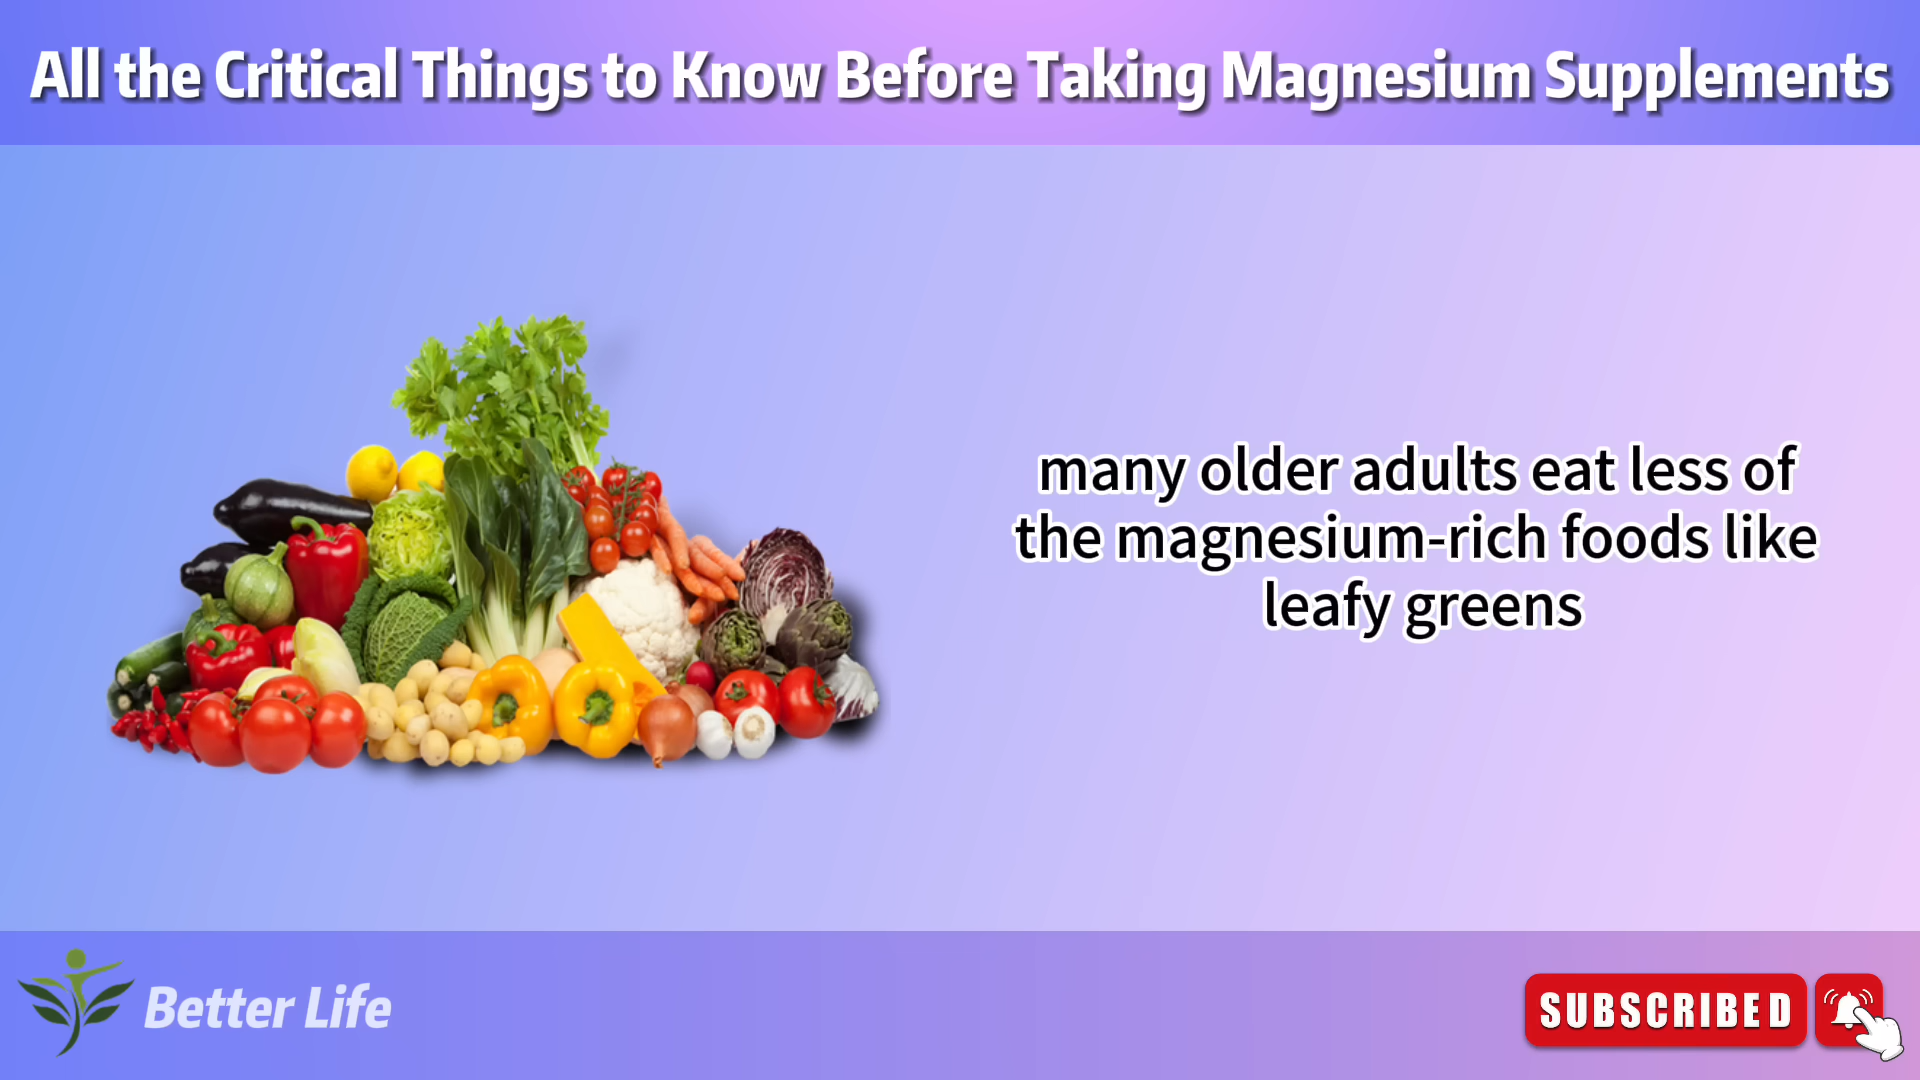 All the Critical Things to Know Before Taking Magnesium Supplements
many older adults eat less of
the magnesium-rich foods like
leafy greens
Better Life
SUBSCRIBED